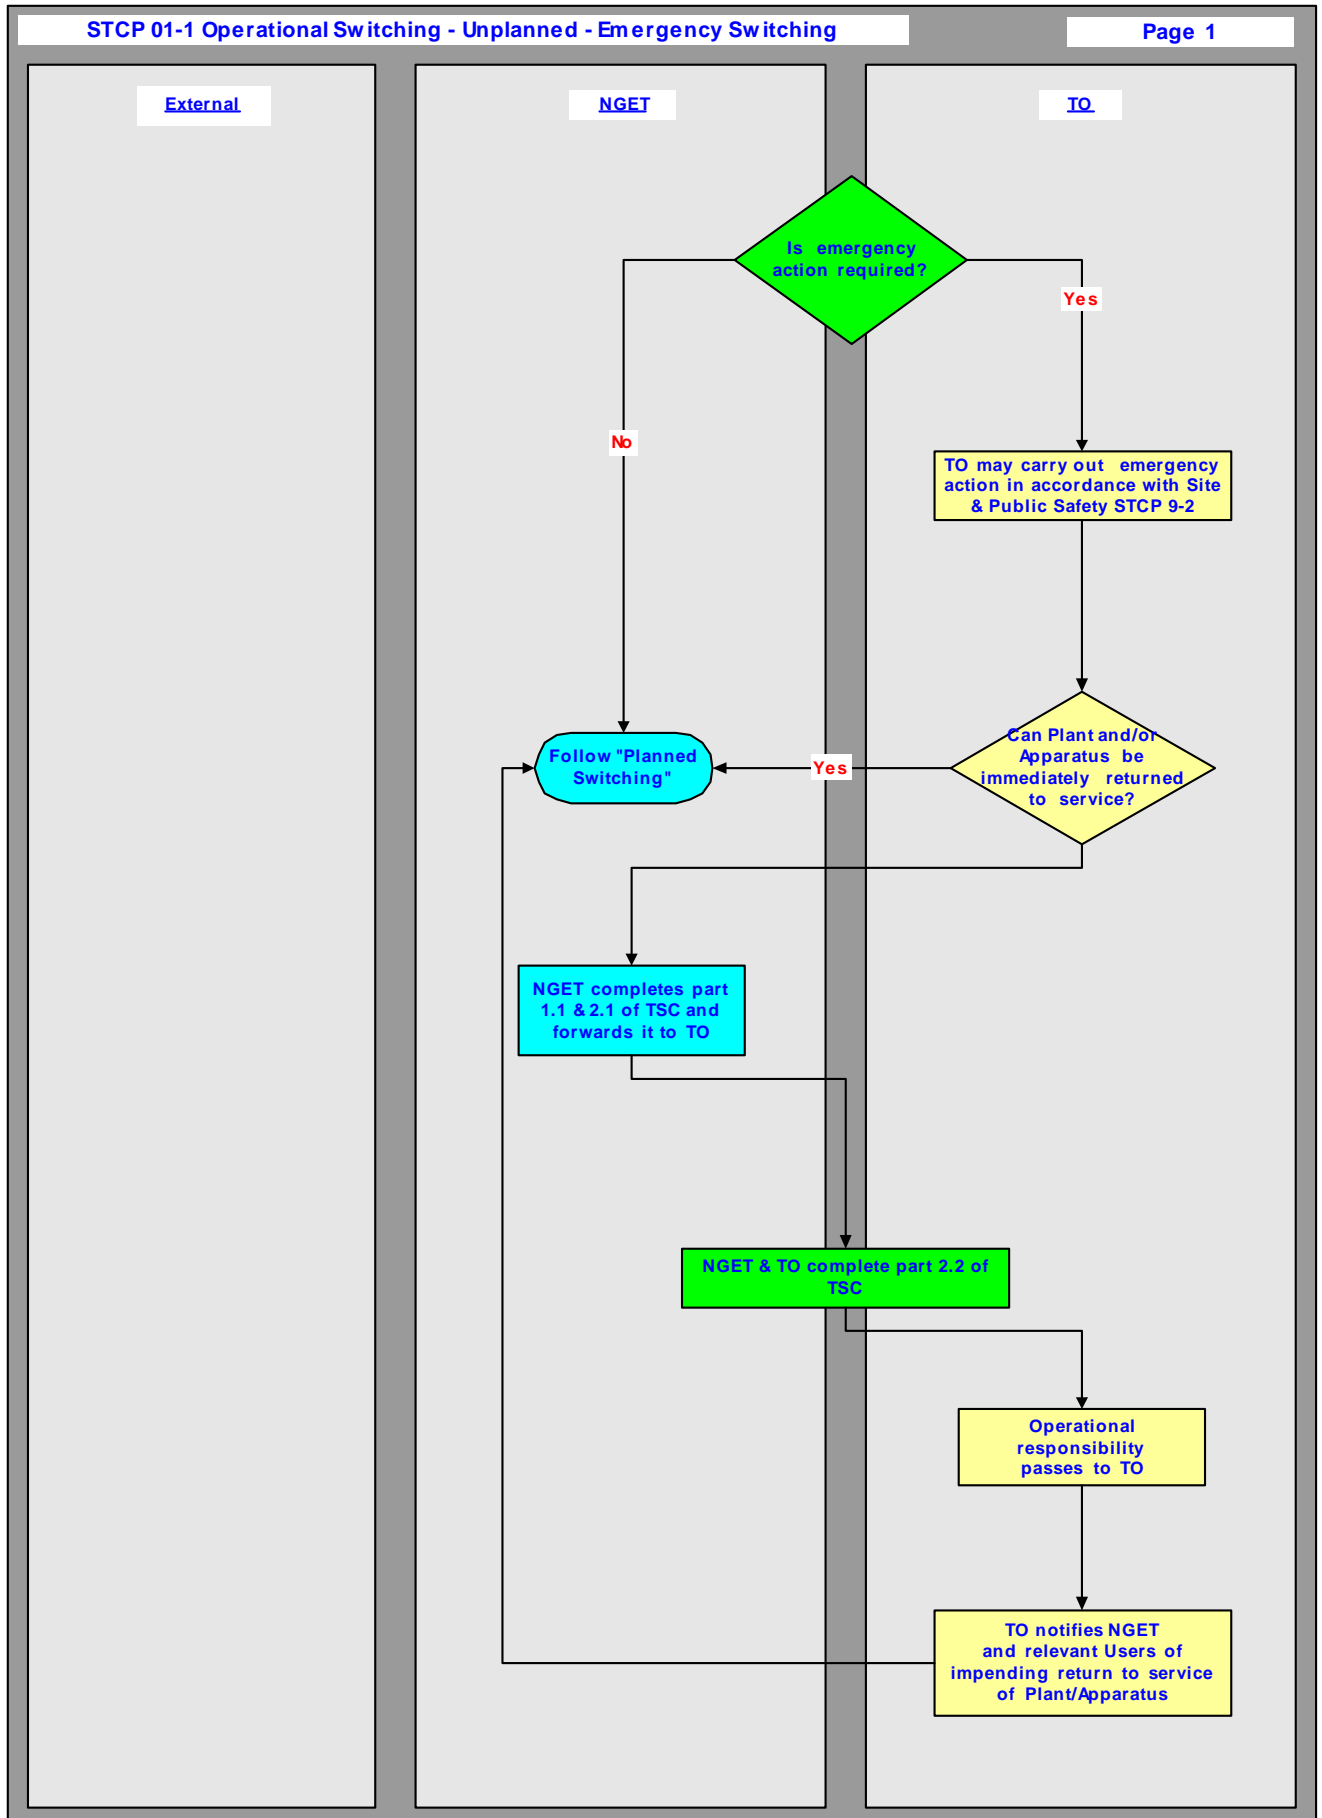 STCP 01-1 Operational Switching - Unplanned - Emergency Switching
Page 1
External
NGET
TO
Is emergency
action required?
Yes
No
TO may carry out emergency
action in accordance with Site
& Public Safety STCP 9-2
Can Plant and/or
Apparatus be
immediately returned
to service?
Yes
Follow "Planned
Switching"
NGET completes part
1.1 & 2.1 of TSC and
forwards it to TO
NGET & TO complete part 2.2 of
TSC
Operational
responsibility
passes to TO
TO notifies NGET
and relevant Users of
impending return to service
of Plant/Apparatus